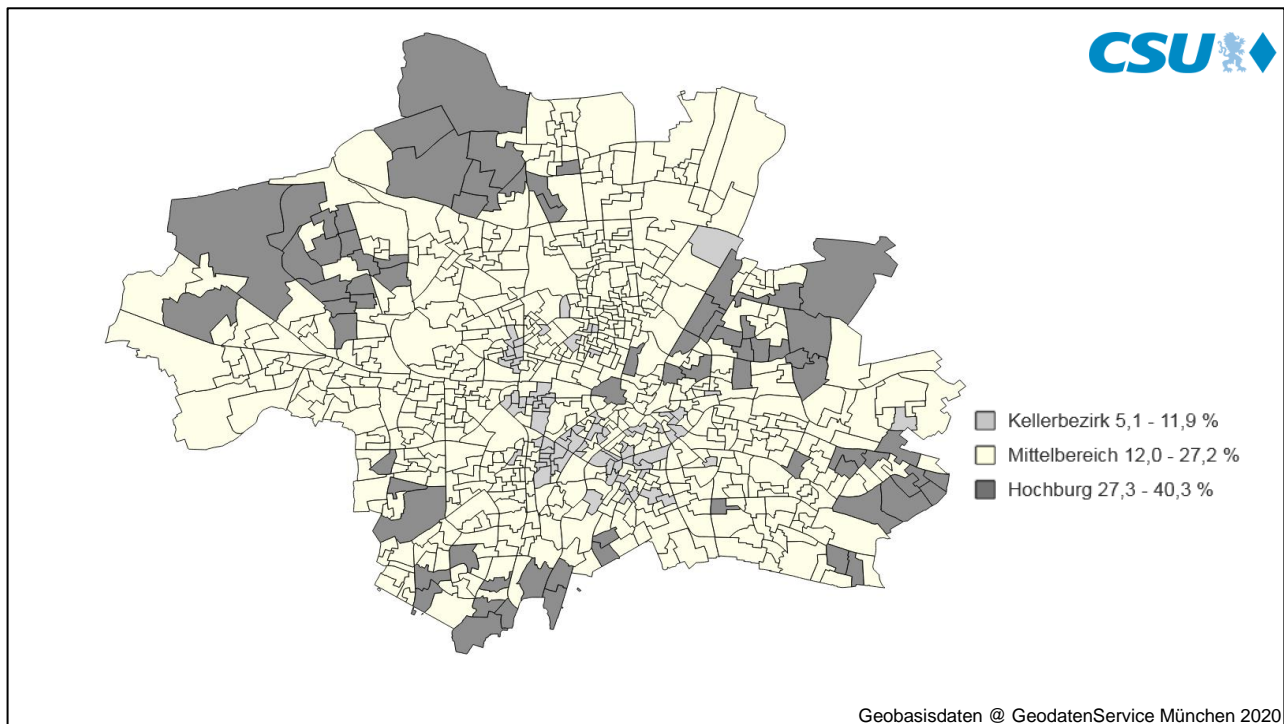 CSU
Kellerbezirk 5,1 - 11,9 %
Mittelbereich 12,0 - 27,2 %
Hochburg 27,3 - 40,3 %
Geobasisdaten @ GeodatenService München 2020